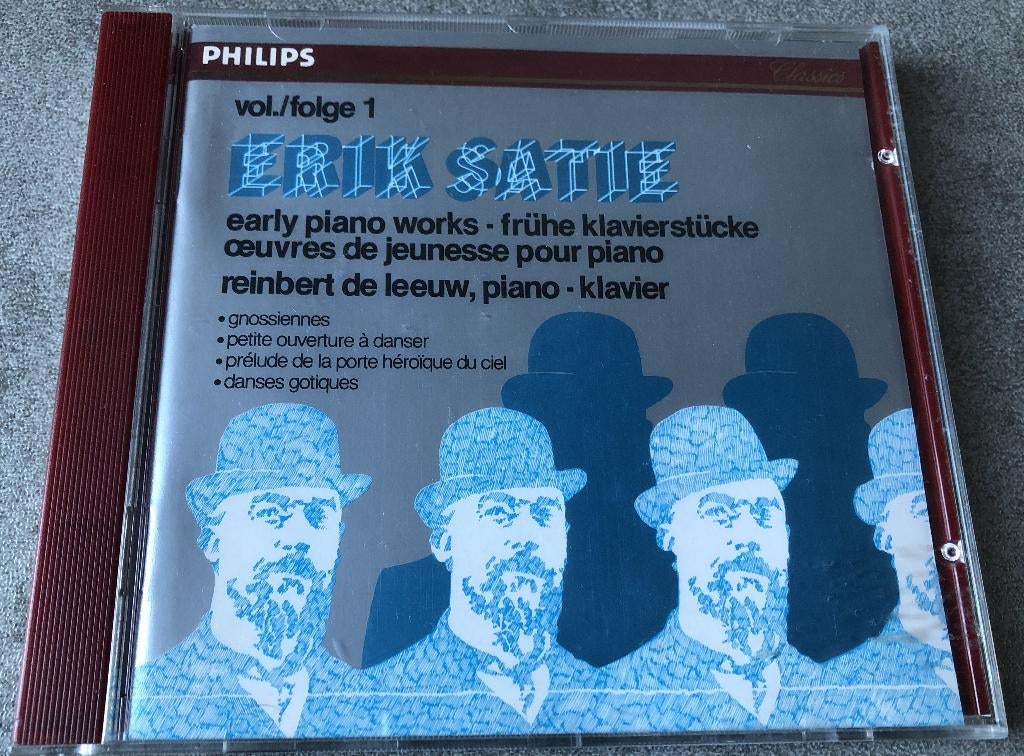 PHILIPS
Classics
vol./folge 1
ERIK SATIE
early piano works - frühe klavierstücke
œuvres de jeunesse pour piano
reinbert de leeuw, piano - klavier
• gnossiennes
• petite ouverture à danser
• prélude de la porte héroïque du ciel
• danses gotiques